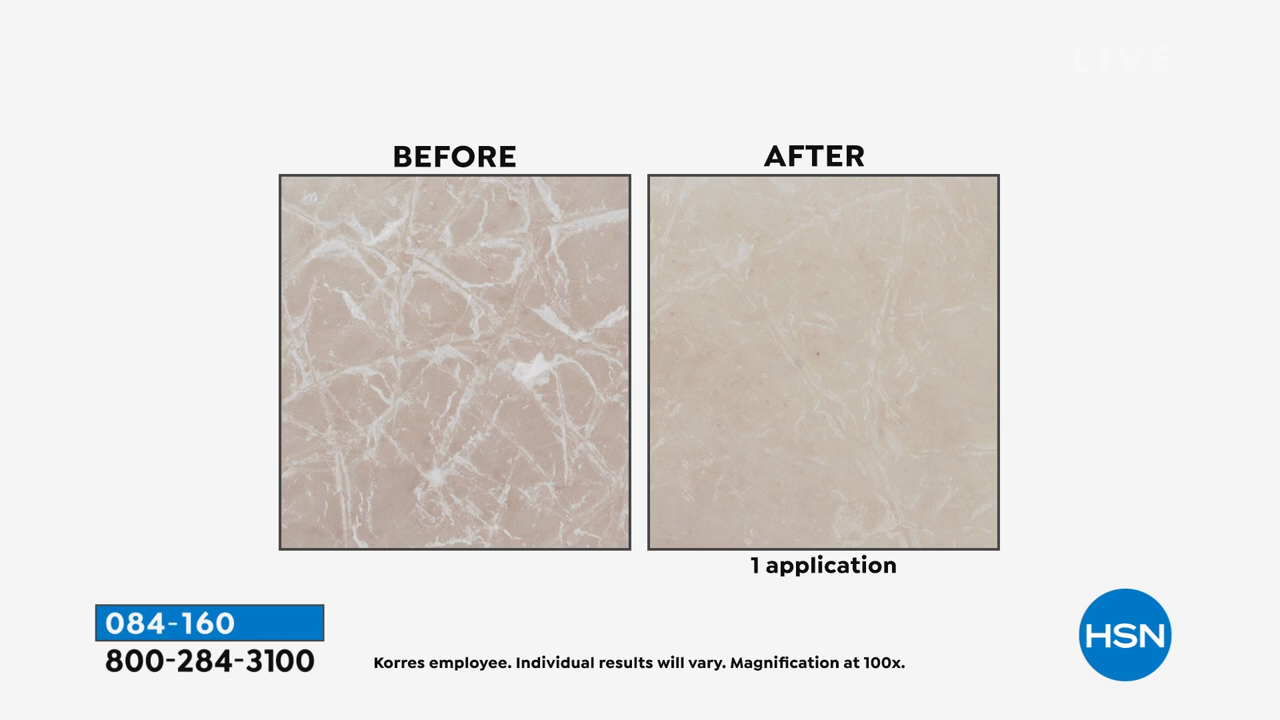 LIVE
BEFORE
AFTER
1 application
084-160
800-284-3100
Korres employee. Individual results will vary. Magnification at 100x.
HSN